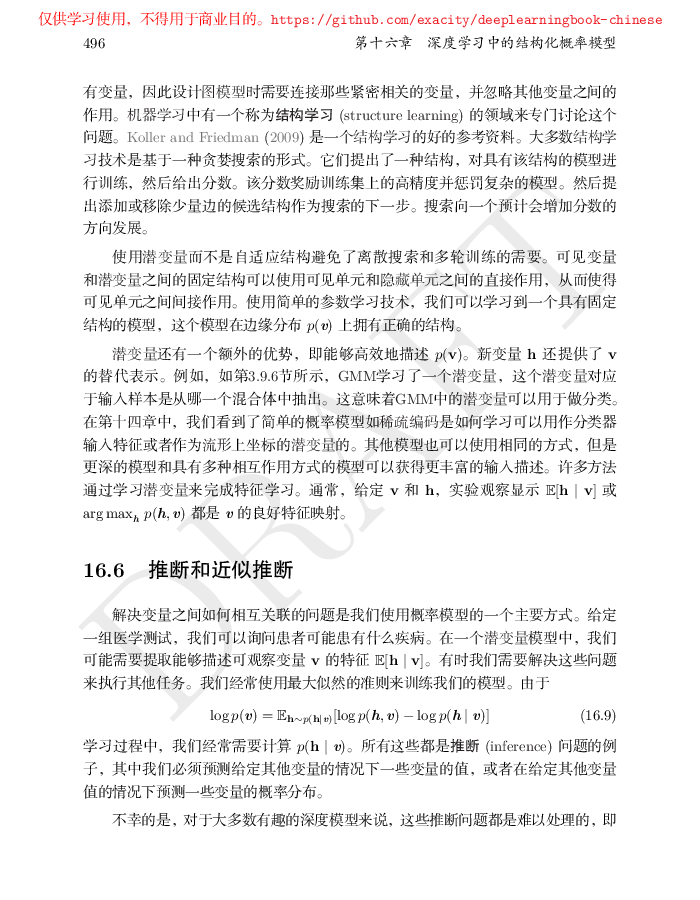 仅供学习使用，不得用于商业目的。https://github.com/exacity/deeplearningbook-chinese
496 第十六章 深度学习中的结构化概率模型
有变量，因此设计图模型时需要连接那些紧密相关的变量，并忽略其他变量之间的
作用。机器学习中有一个称为结构学习 (structure learning) 的领域来专门讨论这个
问题。Koller and Friedman (2009) 是一个结构学习的好的参考资料。大多数结构学
习技术是基于一种贪婪搜索的形式。它们提出了一种结构，对具有该结构的模型进
行训练，然后给出分数。该分数奖励训练集上的高精度并惩罚复杂的模型。然后提
出添加或移除少量边的候选结构作为搜索的下一步。搜索向一个预计会增加分数的
方向发展。
使用潜变量而不是自适应结构避免了离散搜索和多轮训练的需要。可见变量
和潜变量之间的固定结构可以使用可见单元和隐藏单元之间的直接作用，从而使得
可见单元之间间接作用。使用简单的参数学习技术，我们可以学习到一个具有固定
结构的模型，这个模型在边缘分布 p(v) 上拥有正确的结构。
潜变量还有一个额外的优势，即能够高效地描述 p(v)。新变量 h 还提供了 v
的替代表示。例如，如第3.9.6节所示，GMM学习了一个潜变量，这个潜变量对应
于输入样本是从哪一个混合体中抽出。这意味着GMM中的潜变量可以用于做分类。
在第十四章中，我们看到了简单的概率模型如稀疏编码是如何学习可以用作分类器
输入特征或者作为流形上坐标的潜变量的。其他模型也可以使用相同的方式，但是
更深的模型和具有多种相互作用方式的模型可以获得更丰富的输入描述。许多方法
通过学习潜变量来完成特征学习。通常，给定 v 和 h，实验观察显示 𝔼[h | v] 或
arg maxₕ p(h, v) 都是 v 的良好特征映射。
16.6 推断和近似推断
解决变量之间如何相互关联的问题是我们使用概率模型的一个主要方式。给定
一组医学测试，我们可以询问患者可能患有什么疾病。在一个潜变量模型中，我们
可能需要提取能够描述可观察变量 v 的特征 𝔼[h | v]。有时我们需要解决这些问题
来执行其他任务。我们经常使用最大似然的准则来训练我们的模型。由于
log p(v) = 𝔼h∼p(h|v)[log p(h, v) − log p(h | v)] (16.9)
学习过程中，我们经常需要计算 p(h | v)。所有这些都是推断 (inference) 问题的例
子，其中我们必须预测给定其他变量的情况下一些变量的值，或者在给定其他变量
值的情况下预测一些变量的概率分布。
不幸的是，对于大多数有趣的深度模型来说，这些推断问题都是难以处理的，即
DRAFT